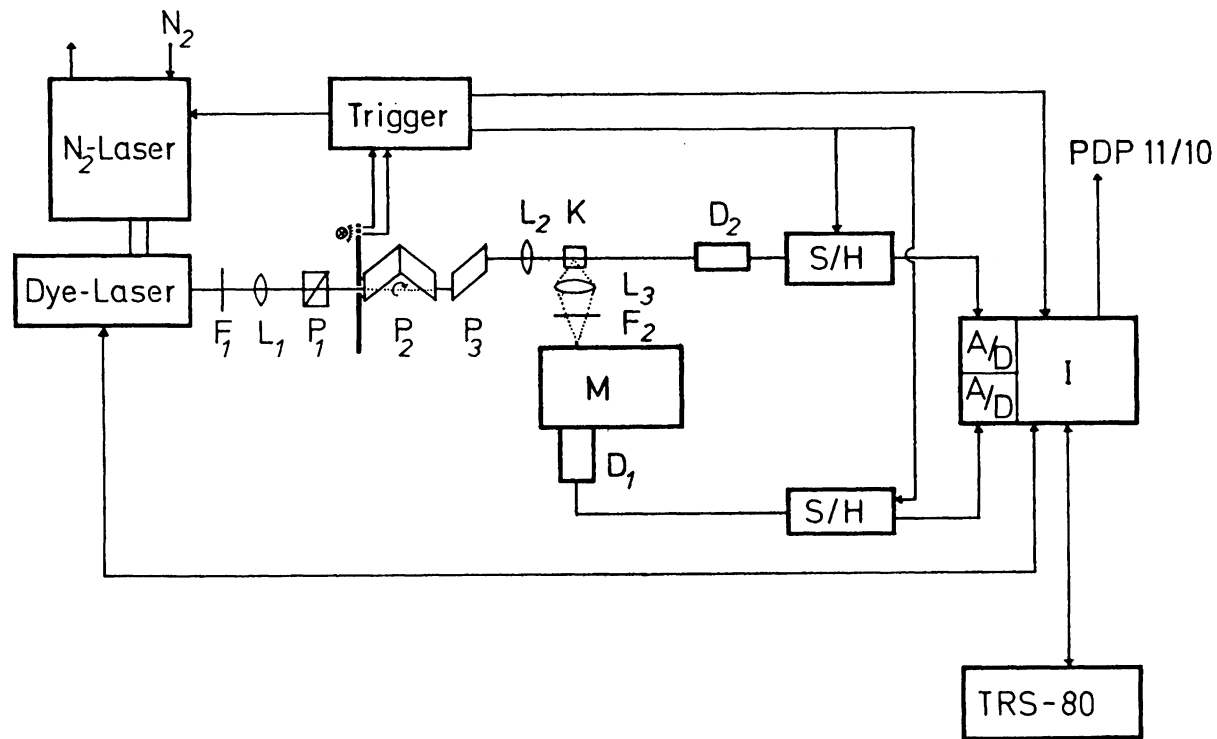 N₂
N₂-Laser
Trigger
PDP 11/10
Dye-Laser
F₁
L₁
P₁
P₂
P₃
L₂
K
D₂
S/H
L₃
F₂
M
A/D
A/D
I
D₁
S/H
TRS-80